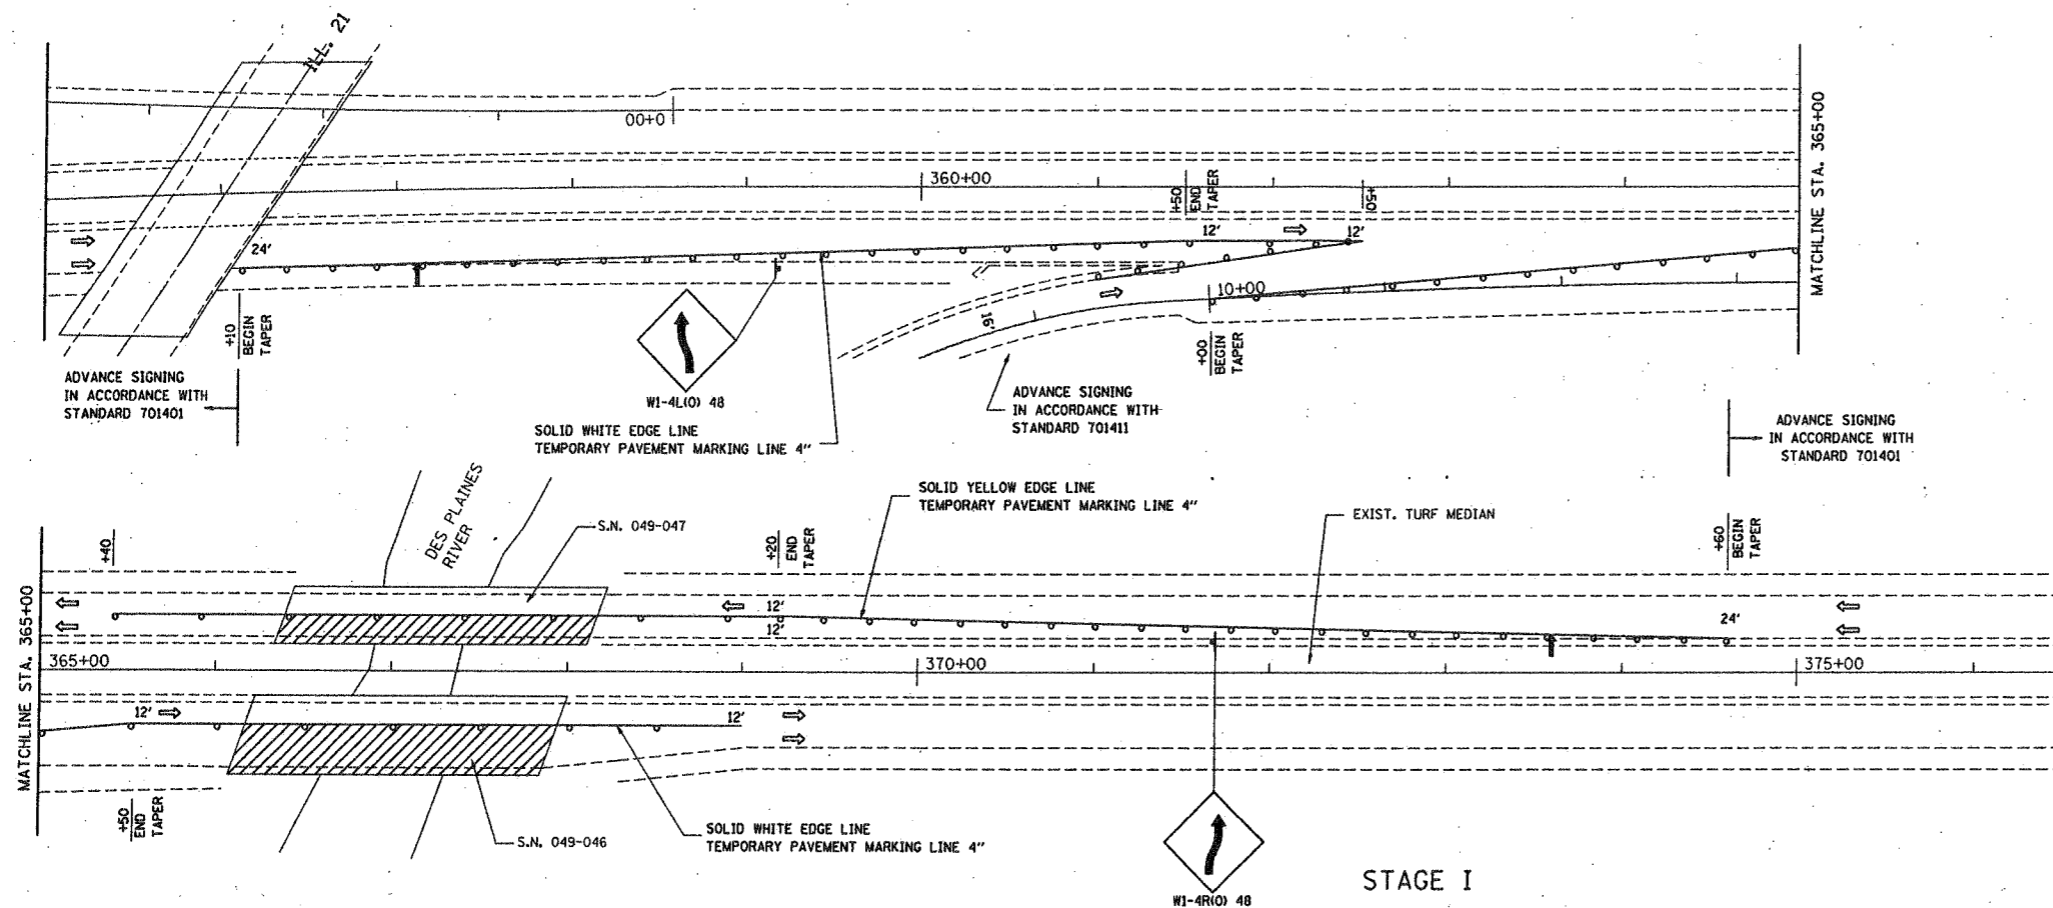 ILL. 21
00+0
360+00
+50
END
TAPER
+50
MATCHLINE STA. 365+00
24'
12'
12'
10+00
16'
+10
BEGIN
TAPER
+00
BEGIN
TAPER
ADVANCE SIGNING
IN ACCORDANCE WITH
STANDARD 701401
W1-4L(O) 48
SOLID WHITE EDGE LINE
TEMPORARY PAVEMENT MARKING LINE 4"
ADVANCE SIGNING
IN ACCORDANCE WITH
STANDARD 701411
ADVANCE SIGNING
IN ACCORDANCE WITH
STANDARD 701401
DES PLAINES
RIVER
S.N. 049-047
SOLID YELLOW EDGE LINE
TEMPORARY PAVEMENT MARKING LINE 4"
EXIST. TURF MEDIAN
+40
+20
END
TAPER
+60
BEGIN
TAPER
MATCHLINE STA. 365+00
12'
12'
24'
365+00
370+00
375+00
12'
12'
+50
END
TAPER
S.N. 049-046
SOLID WHITE EDGE LINE
TEMPORARY PAVEMENT MARKING LINE 4"
W1-4R(O) 48
STAGE I